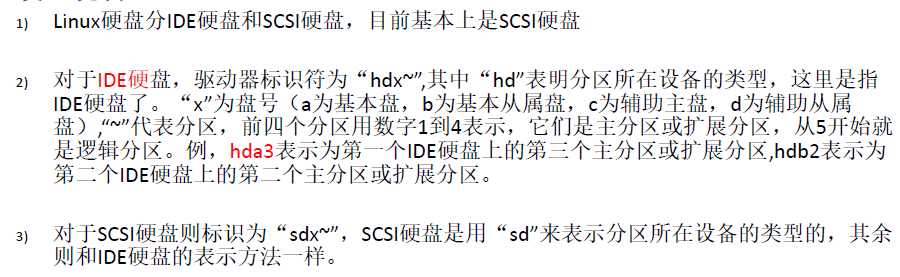 1) Linux硬盘分IDE硬盘和SCSI硬盘，目前基本上是SCSI硬盘
2) 对于IDE硬盘，驱动器标识符为“hdx~”,其中“hd”表明分区所在设备的类型，这里是指
IDE硬盘了。“x”为盘号（a为基本盘，b为基本从属盘，c为辅助主盘，d为辅助从属
盘）,“~”代表分区，前四个分区用数字1到4表示，它们是主分区或扩展分区，从5开始就
是逻辑分区。例，hda3表示为第一个IDE硬盘上的第三个主分区或扩展分区,hdb2表示为
第二个IDE硬盘上的第二个主分区或扩展分区。
3) 对于SCSI硬盘则标识为“sdx~”，SCSI硬盘是用“sd”来表示分区所在设备的类型的，其余
则和IDE硬盘的表示方法一样。